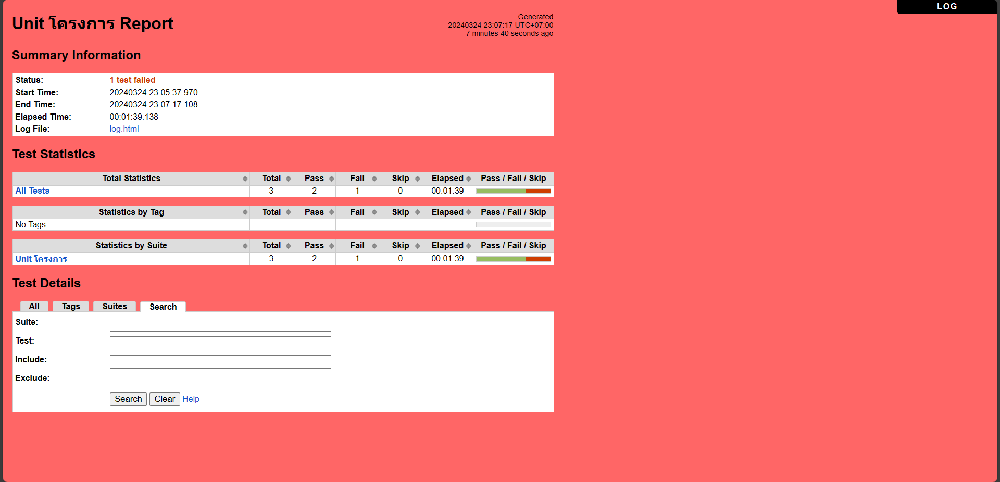 LOG
Unit โครงการ Report
Generated
20240324 23:07:17 UTC+07:00
7 minutes 40 seconds ago
Summary Information
Status: 1 test failed
Start Time: 20240324 23:05:37.970
End Time: 20240324 23:07:17.108
Elapsed Time: 00:01:39.138
Log File: log.html
Test Statistics
Total Statistics Total Pass Fail Skip Elapsed Pass / Fail / Skip
All Tests 3 2 1 0 00:01:39
Statistics by Tag Total Pass Fail Skip Elapsed Pass / Fail / Skip
No Tags
Statistics by Suite Total Pass Fail Skip Elapsed Pass / Fail / Skip
Unit โครงการ 3 2 1 0 00:01:39
Test Details
All Tags Suites Search
Suite:
Test:
Include:
Exclude:
Search Clear Help